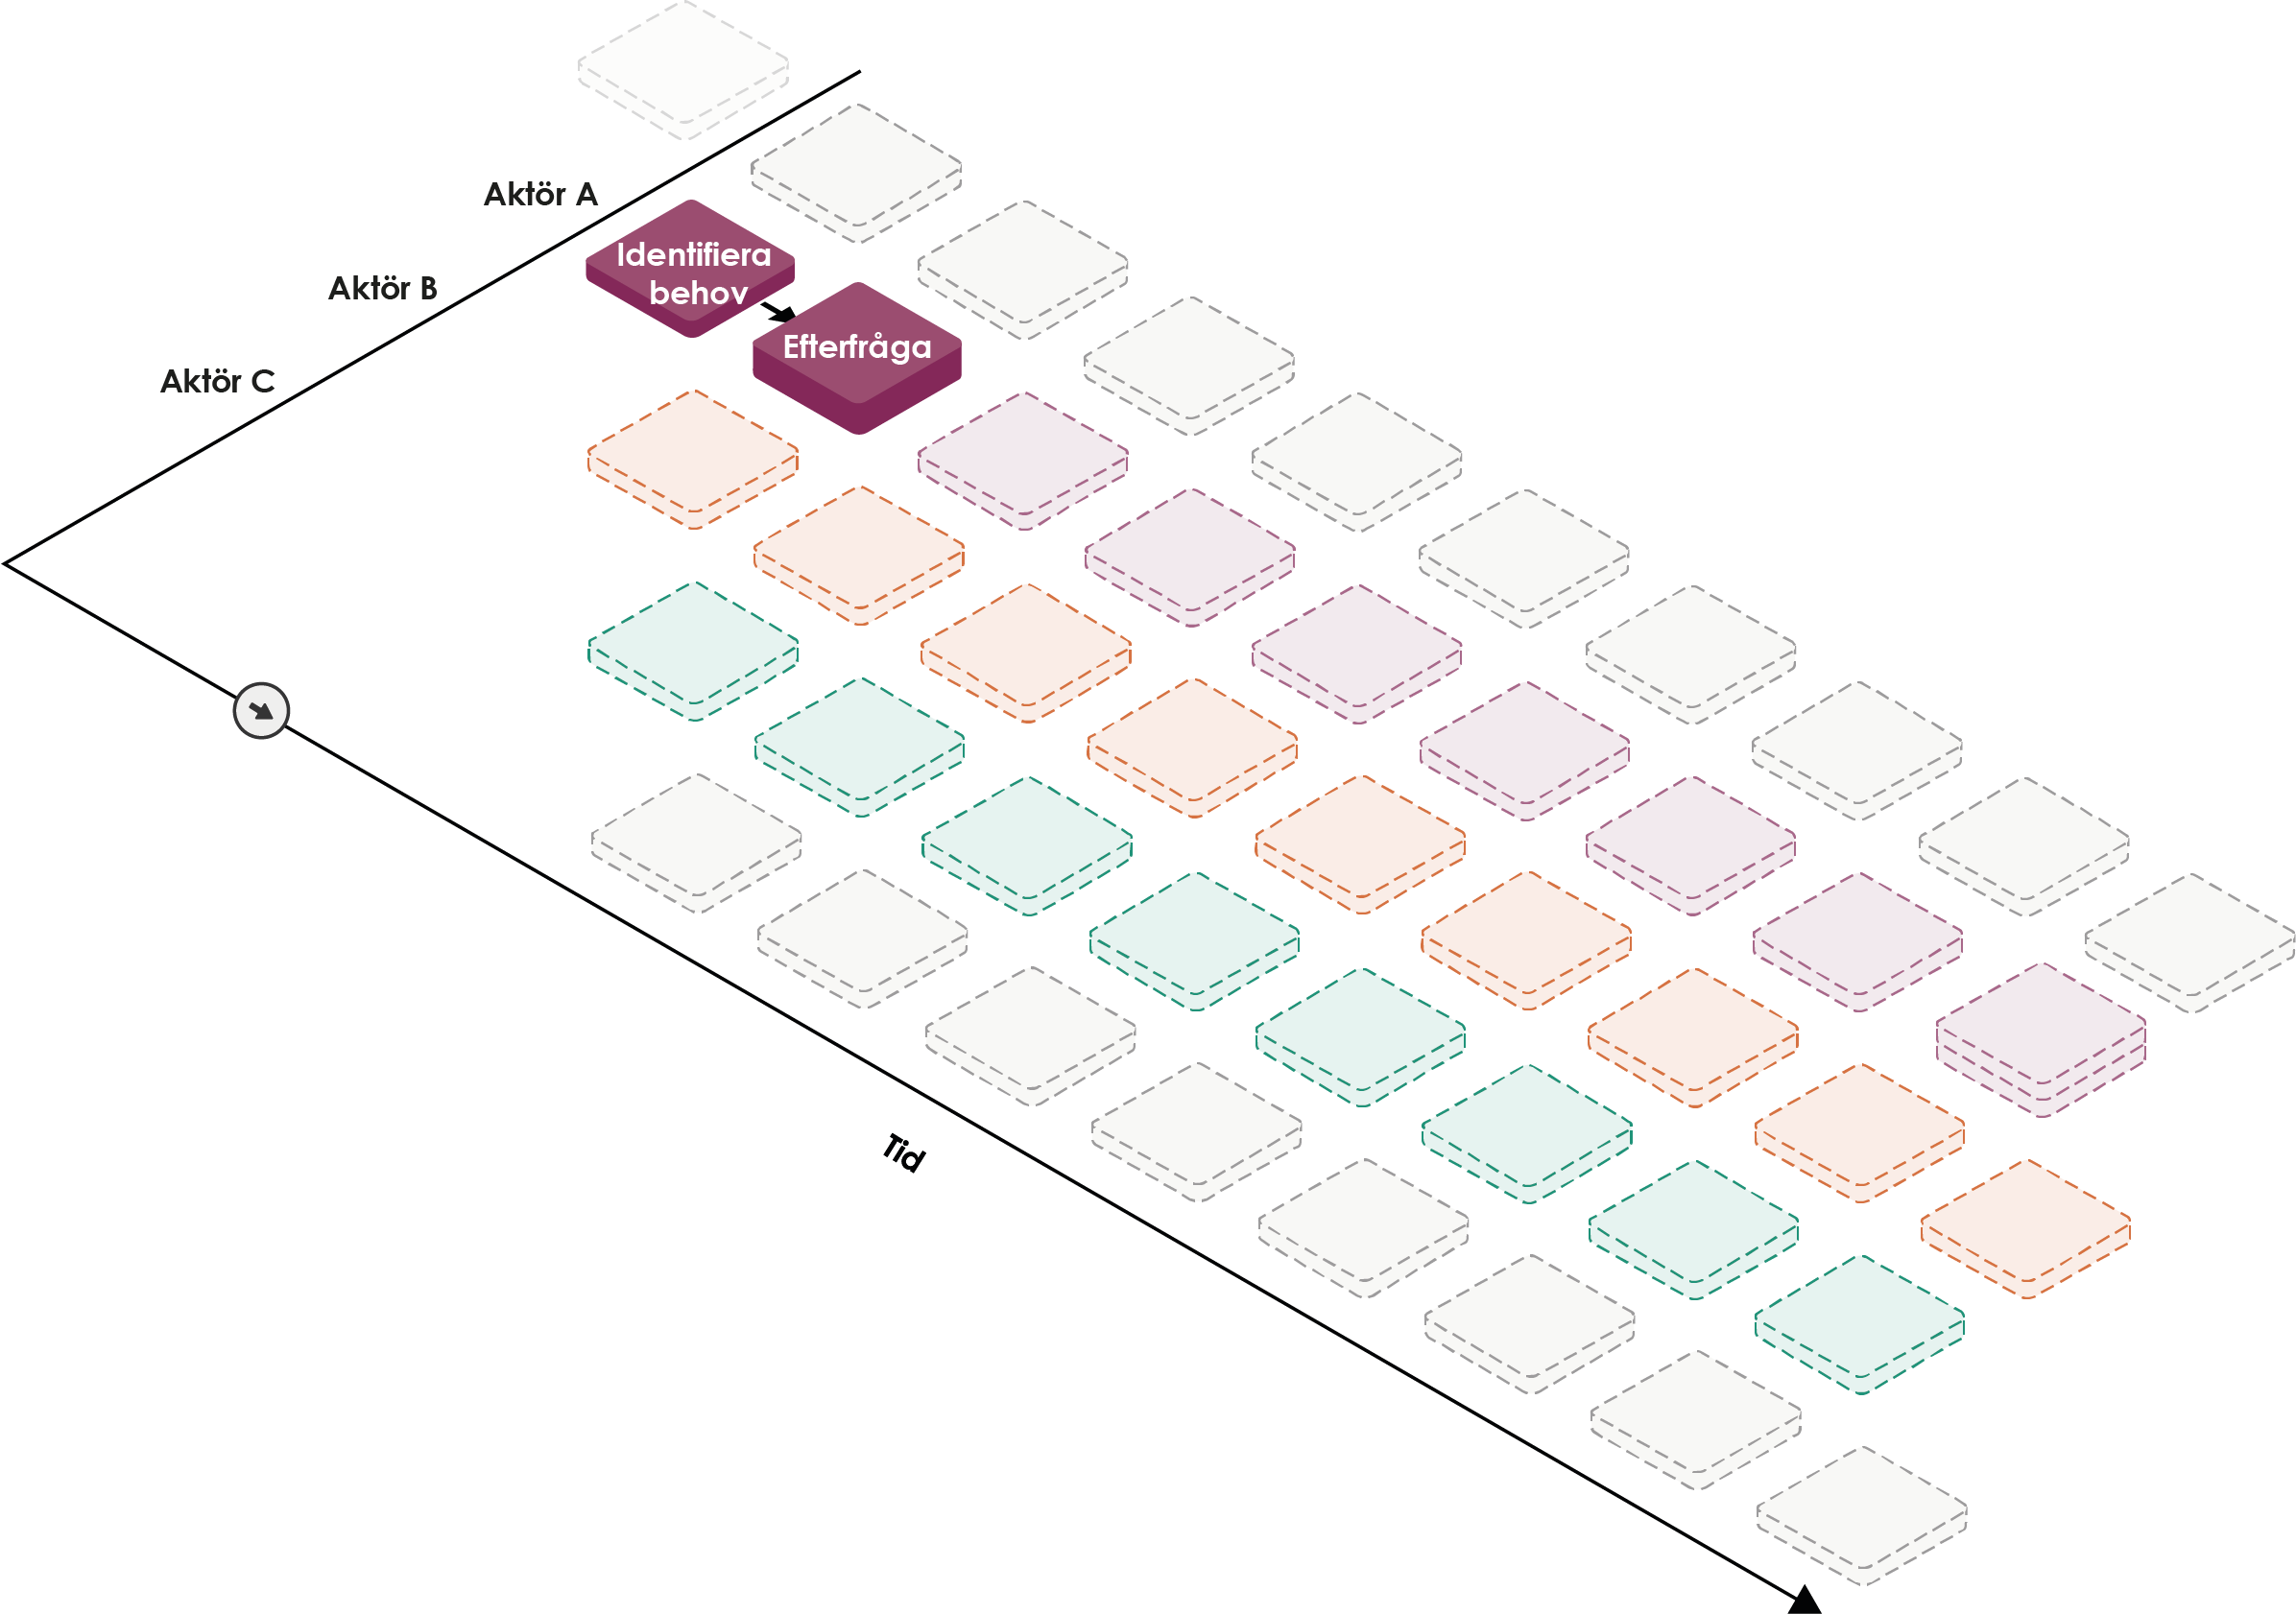 Aktör A
Identifiera
behov
Aktör B
Efterfråga
Aktör C
Tid